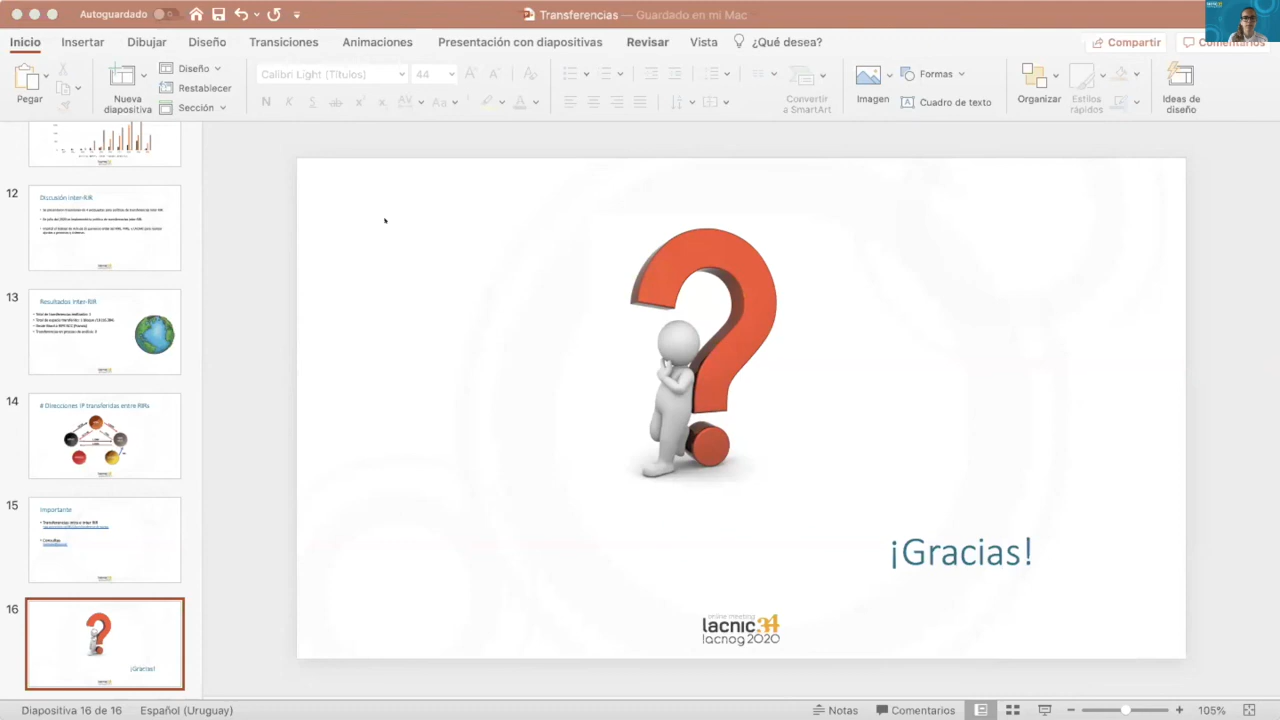 Autoguardado
Transferencias — Guardado en mi Mac
Inicio
Insertar
Dibujar
Diseño
Transiciones
Animaciones
Presentación con diapositivas
Revisar
Vista
¿Qué desea?
Compartir
Comentarios
Pegar
Nueva diapositiva
Diseño
Restablecer
Sección
Calibri Light (Títulos)
44
Convertir a SmartArt
Imagen
Formas
Cuadro de texto
Organizar
Estilos rápidos
Ideas de diseño
12
Discusión Inter-RIR
13
Resultados Inter-RIR
14
# Direcciones IP transferidas entre RIRs
15
Importante
16
¡Gracias!
¡Gracias!
online meeting
lacnic34
lacnog2020
Diapositiva 16 de 16
Español (Uruguay)
Notas
Comentarios
105%